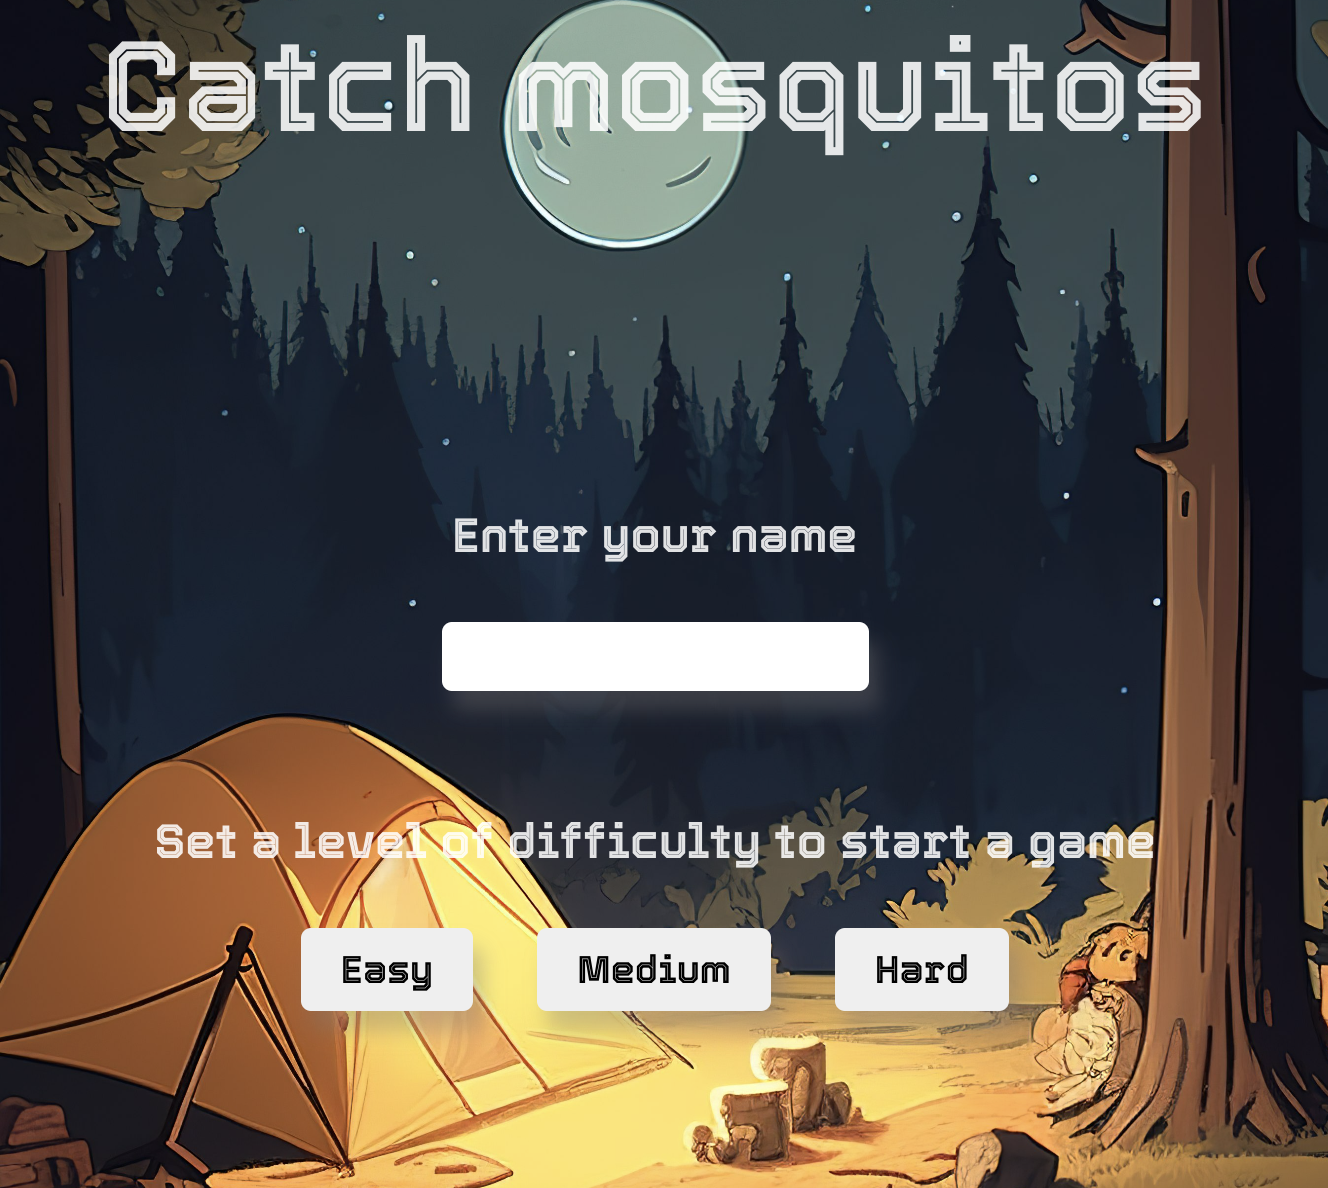 Catch mosquitos
Enter your name
Set a level of difficulty to start a game
Easy Medium Hard